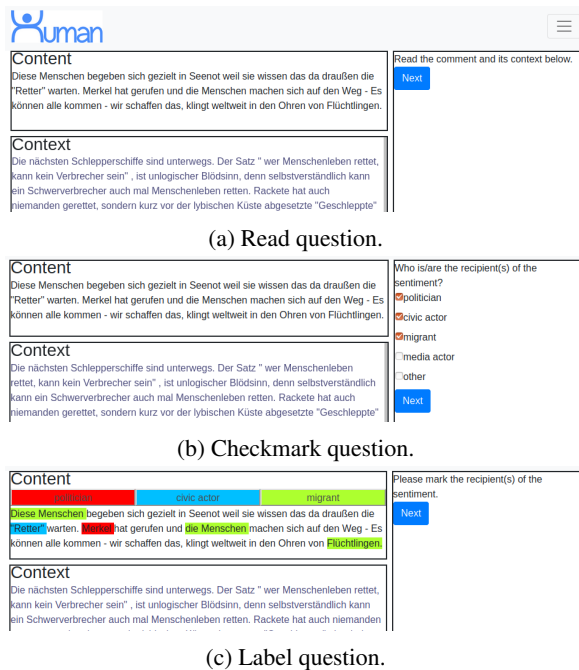 Human
Content
Diese Menschen begeben sich gezielt in Seenot weil sie wissen das da draußen die
"Retter" warten. Merkel hat gerufen und die Menschen machen sich auf den Weg - Es
können alle kommen - wir schaffen das, klingt weltweit in den Ohren von Flüchtlingen.
Read the comment and its context below.
Next
Context
Die nächsten Schlepperschiffe sind unterwegs. Der Satz " wer Menschenleben rettet,
kann kein Verbrecher sein" , ist unlogischer Blödsinn, denn selbstverständlich kann
ein Schwerverbrecher auch mal Menschenleben retten. Rackete hat auch
niemanden gerettet, sondern kurz vor der lybischen Küste abgesetzte "Geschleppte"
(a) Read question.
Content
Diese Menschen begeben sich gezielt in Seenot weil sie wissen das da draußen die
"Retter" warten. Merkel hat gerufen und die Menschen machen sich auf den Weg - Es
können alle kommen - wir schaffen das, klingt weltweit in den Ohren von Flüchtlingen.
Context
Die nächsten Schlepperschiffe sind unterwegs. Der Satz " wer Menschenleben
rettet, kann kein Verbrecher sein" , ist unlogischer Blödsinn, denn selbstverständlich
kann ein Schwerverbrecher auch mal Menschenleben retten. Rackete hat auch
niemanden gerettet, sondern kurz vor der lybischen Küste abgesetzte "Geschleppte"
Who is/are the recipient(s) of the
sentiment?
politician
civic actor
migrant
media actor
other
Next
(b) Checkmark question.
Content
politician civic actor migrant
Diese Menschen begeben sich gezielt in Seenot weil sie wissen das da draußen die
"Retter" warten. Merkel hat gerufen und die Menschen machen sich auf den Weg - Es
können alle kommen - wir schaffen das, klingt weltweit in den Ohren von Flüchtlingen.
Please mark the recipient(s) of the
sentiment.
Next
Context
Die nächsten Schlepperschiffe sind unterwegs. Der Satz " wer Menschenleben rettet,
kann kein Verbrecher sein" , ist unlogischer Blödsinn, denn selbstverständlich kann
ein Schwerverbrecher auch mal Menschenleben retten. Rackete hat auch niemanden
(c) Label question.